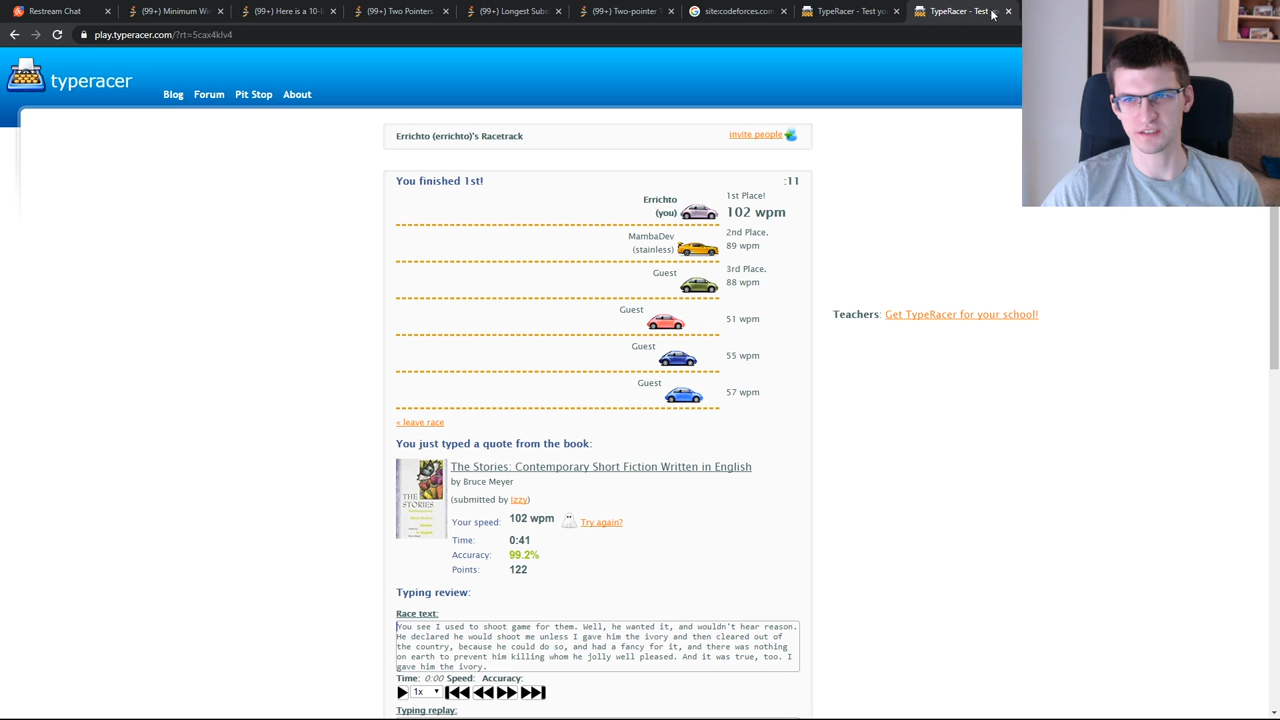 Restream Chat
(99+) Minimum Wi
(99+) Here is a 10-l
(99+) Two Pointers
(99+) Longest Subs
(99+) Two-pointer T
site:codeforces.com
TypeRacer - Test yo
TypeRacer - Test
play.typeracer.com/?rt=5cax4klv4
typeracer
Blog Forum Pit Stop About
Errichto (errichto)'s Racetrack
invite people
You finished 1st! :11
Errichto
(you)
1st Place!
102 wpm
MambaDev
(stainless)
2nd Place.
89 wpm
Guest
3rd Place.
88 wpm
Guest
51 wpm
Guest
55 wpm
Guest
57 wpm
Teachers: Get TypeRacer for your school!
« leave race
You just typed a quote from the book:
THE
STORIES
The Stories: Contemporary Short Fiction Written in English
by Bruce Meyer
(submitted by Izzy)
Your speed: 102 wpm Try again?
Time: 0:41
Accuracy: 99.2%
Points: 122
Typing review:
Race text:
You see I used to shoot game for them. Well, he wanted it, and wouldn't hear reason.
He declared he would shoot me unless I gave him the ivory and then cleared out of
the country, because he could do so, and had a fancy for it, and there was nothing
on earth to prevent him killing whom he jolly well pleased. And it was true, too. I
gave him the ivory.
Time: 0:00 Speed: Accuracy:
1x
Typing replay: